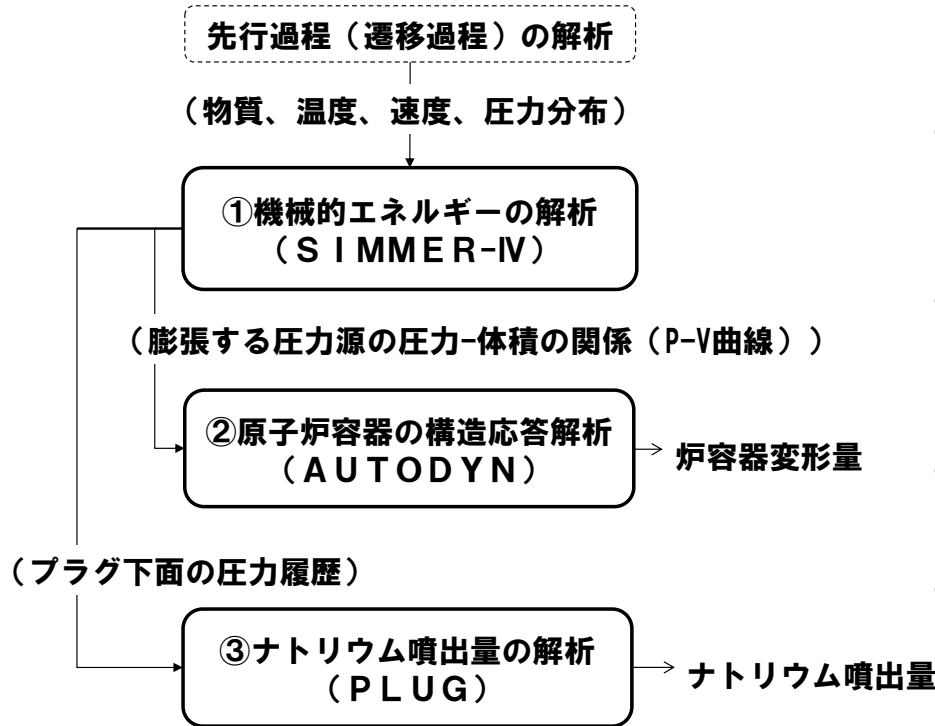 先行過程（遷移過程）の解析
（物質、温度、速度、圧力分布）
①機械的エネルギーの解析
（ＳＩＭＭＥＲ-Ⅳ）
（膨張する圧力源の圧力-体積の関係（P-V曲線））
②原子炉容器の構造応答解析
（ＡＵＴＯＤＹＮ）
炉容器変形量
（プラグ下面の圧力履歴）
③ナトリウム噴出量の解析
（ＰＬＵＧ）
ナトリウム噴出量